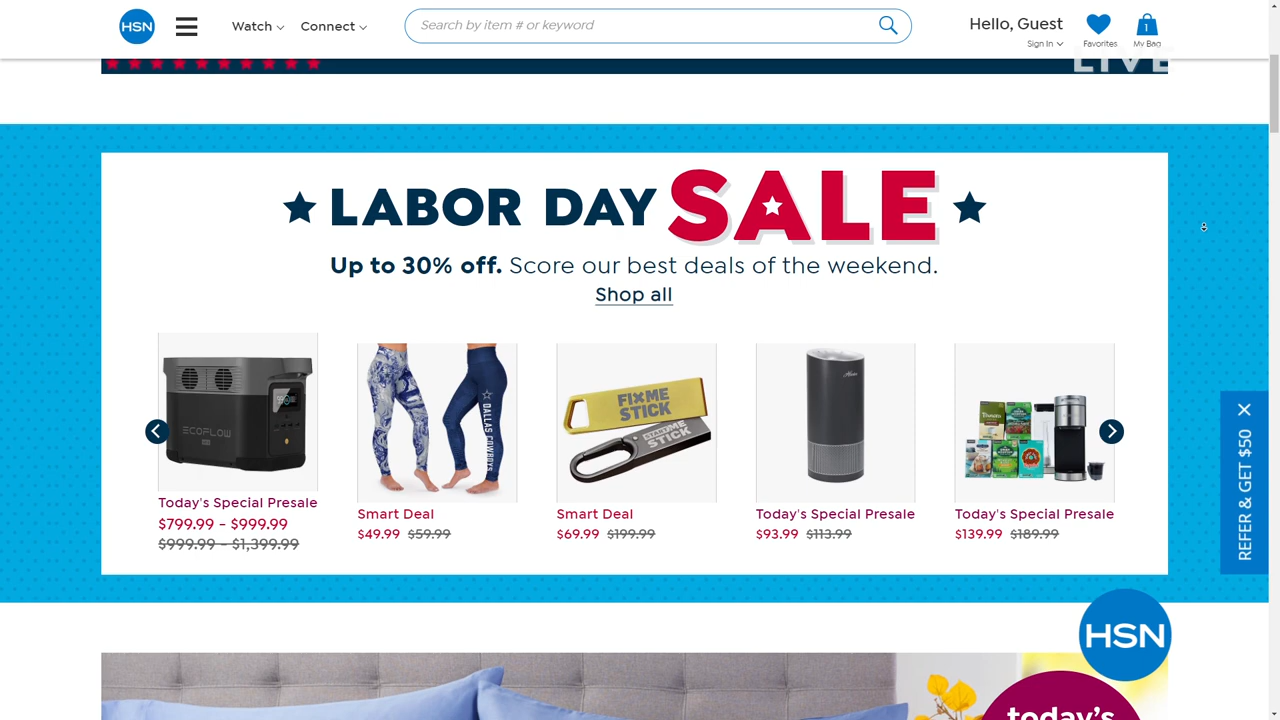 HSN
Watch
Connect
Search by item # or keyword
Hello, Guest
Sign In
Favorites
1
My Bag
LIVE
LABOR DAY SALE
Up to 30% off. Score our best deals of the weekend.
Shop all
ECOFLOW
DALLAS COWBOYS
FIXME
STICK
STARTME
STICK
Today's Special Presale
$799.99 - $999.99
$999.99 - $1,399.99
Smart Deal
$49.99 $59.99
Smart Deal
$69.99 $199.99
Today's Special Presale
$93.99 $113.99
Today's Special Presale
$139.99 $189.99
REFER & GET $50
HSN
today's